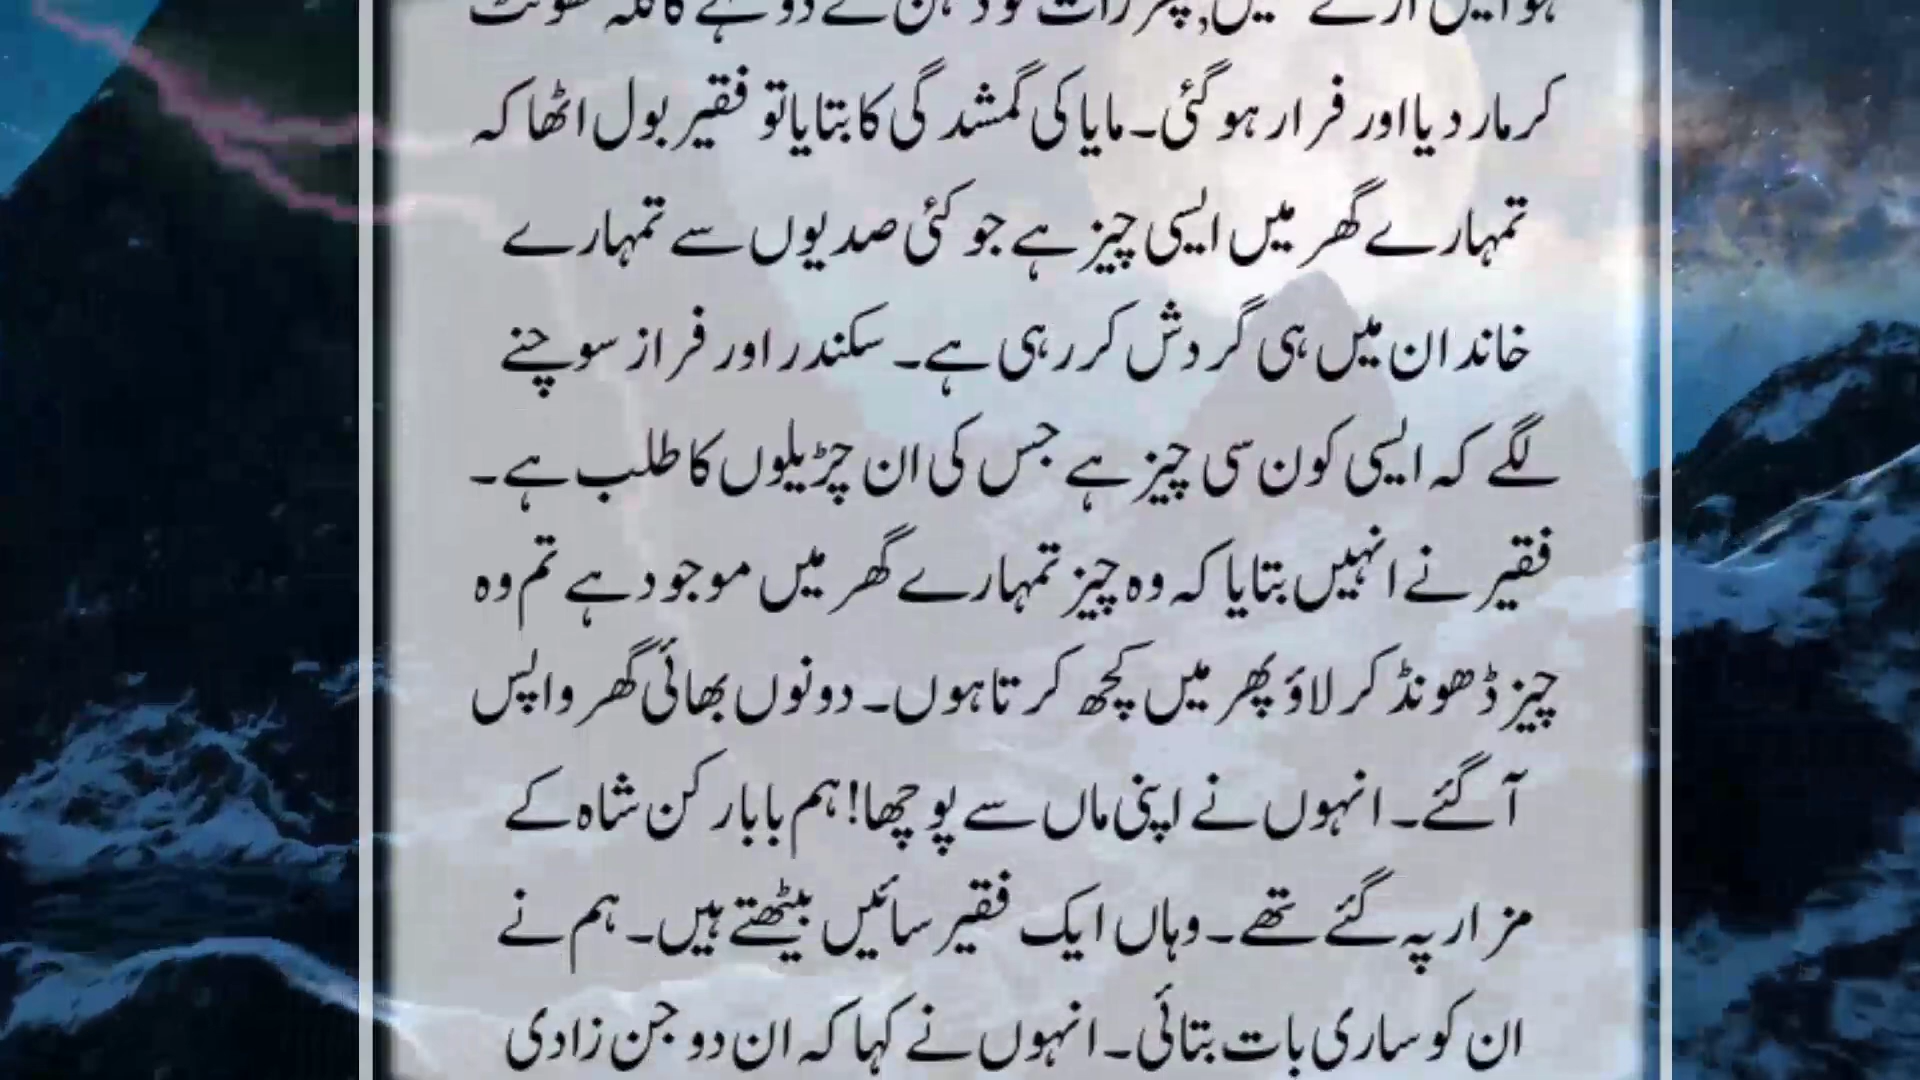 کر مار دیا اور فرار ہو گئی۔ مایا کی گمشدگی کا بتایا تو فقیر بول اٹھا کہ
تمہارے گھر میں ایسی چیز ہے جو کئی صدیوں سے تمہارے
خاندان میں ہی گردش کر رہی ہے۔ سکندر اور فراز سوچنے
لگے کہ ایسی کون سی چیز ہے جس کی ان چڑیلوں کا طلب ہے۔
فقیر نے انہیں بتایا کہ وہ چیز تمہارے گھر میں موجود ہے تم وہ
چیز ڈھونڈ کر لاؤ پھر میں کچھ کرتا ہوں۔ دونوں بھائی گھر واپس
آ گئے۔ انہوں نے اپنی ماں سے پوچھا! ہم بابا رکن شاہ کے
مزار پہ گئے تھے۔ وہاں ایک فقیر سائیں بیٹھتے ہیں۔ ہم نے
ان کو ساری بات بتائی۔ انہوں نے کہا کہ ان دو جن زادی